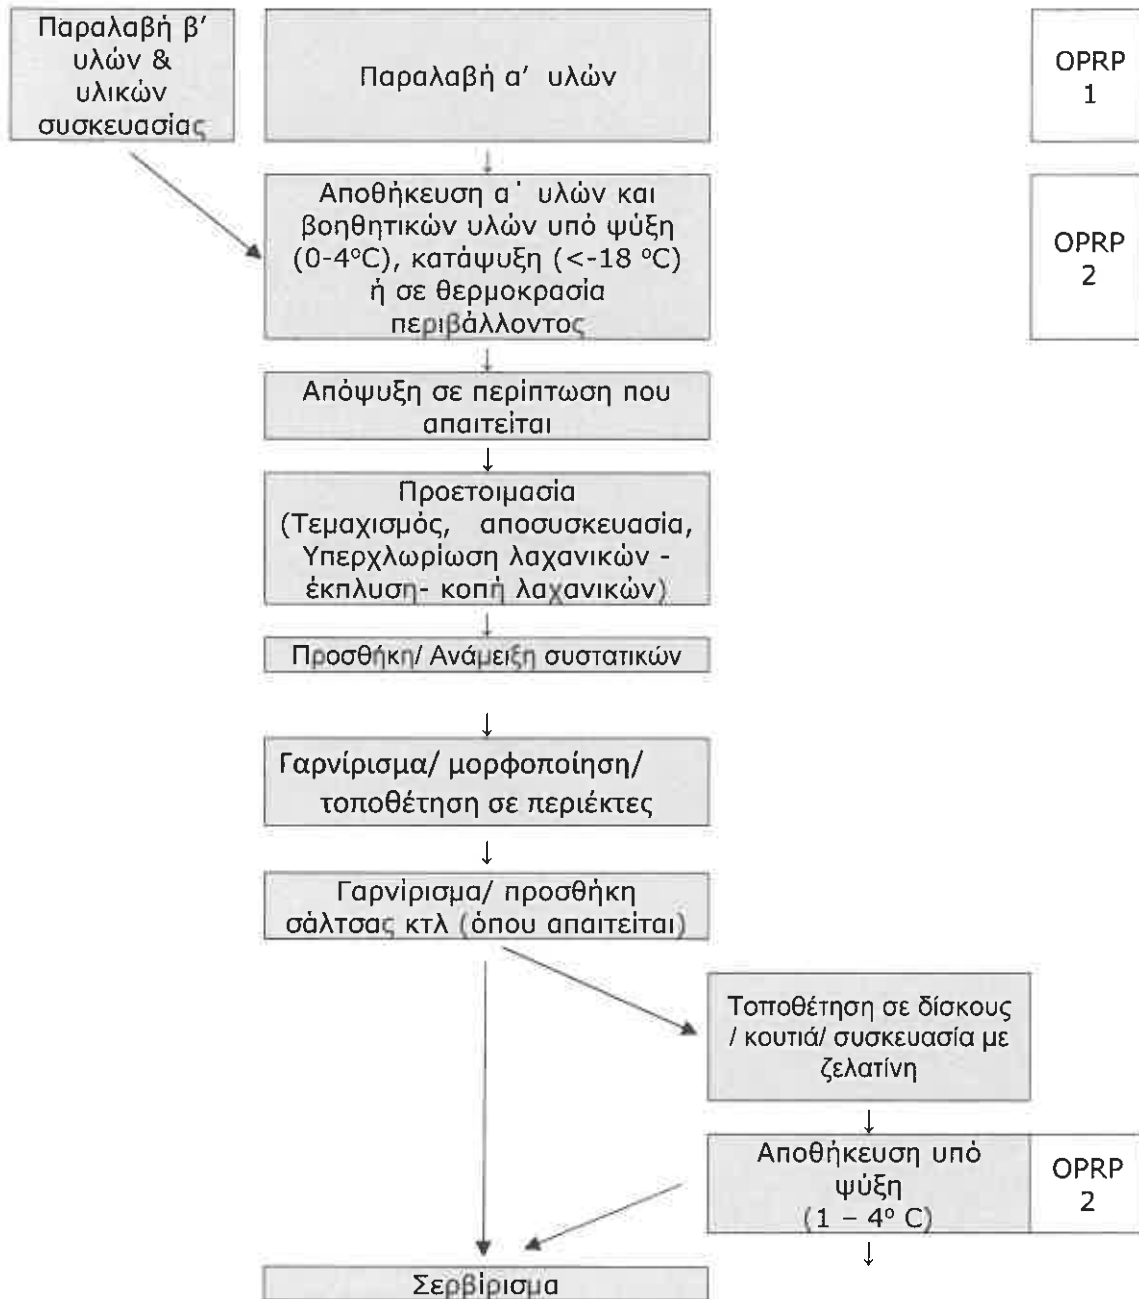 Παραλαβή β’
υλών &
υλικών
συσκευασίας
Παραλαβή α’ υλών
OPRP
1
Αποθήκευση α΄ υλών και
βοηθητικών υλών υπό ψύξη
(0-4°C), κατάψυξη (<-18 °C)
ή σε θερμοκρασία
περιβάλλοντος
OPRP
2
Απόψυξη σε περίπτωση που
απαιτείται
Προετοιμασία
(Τεμαχισμός, αποσυσκευασία,
Υπερχλωρίωση λαχανικών -
έκπλυση- κοπή λαχανικών)
Προσθήκη/ Ανάμειξη συστατικών
Γαρνίρισμα/ μορφοποίηση/
τοποθέτηση σε περιέκτες
Γαρνίρισμα/ προσθήκη
σάλτσας κτλ (όπου απαιτείται)
Τοποθέτηση σε δίσκους
/ κουτιά/ συσκευασία με
ζελατίνη
Αποθήκευση υπό
ψύξη
(1 – 4° C)
OPRP
2
Σερβίρισμα